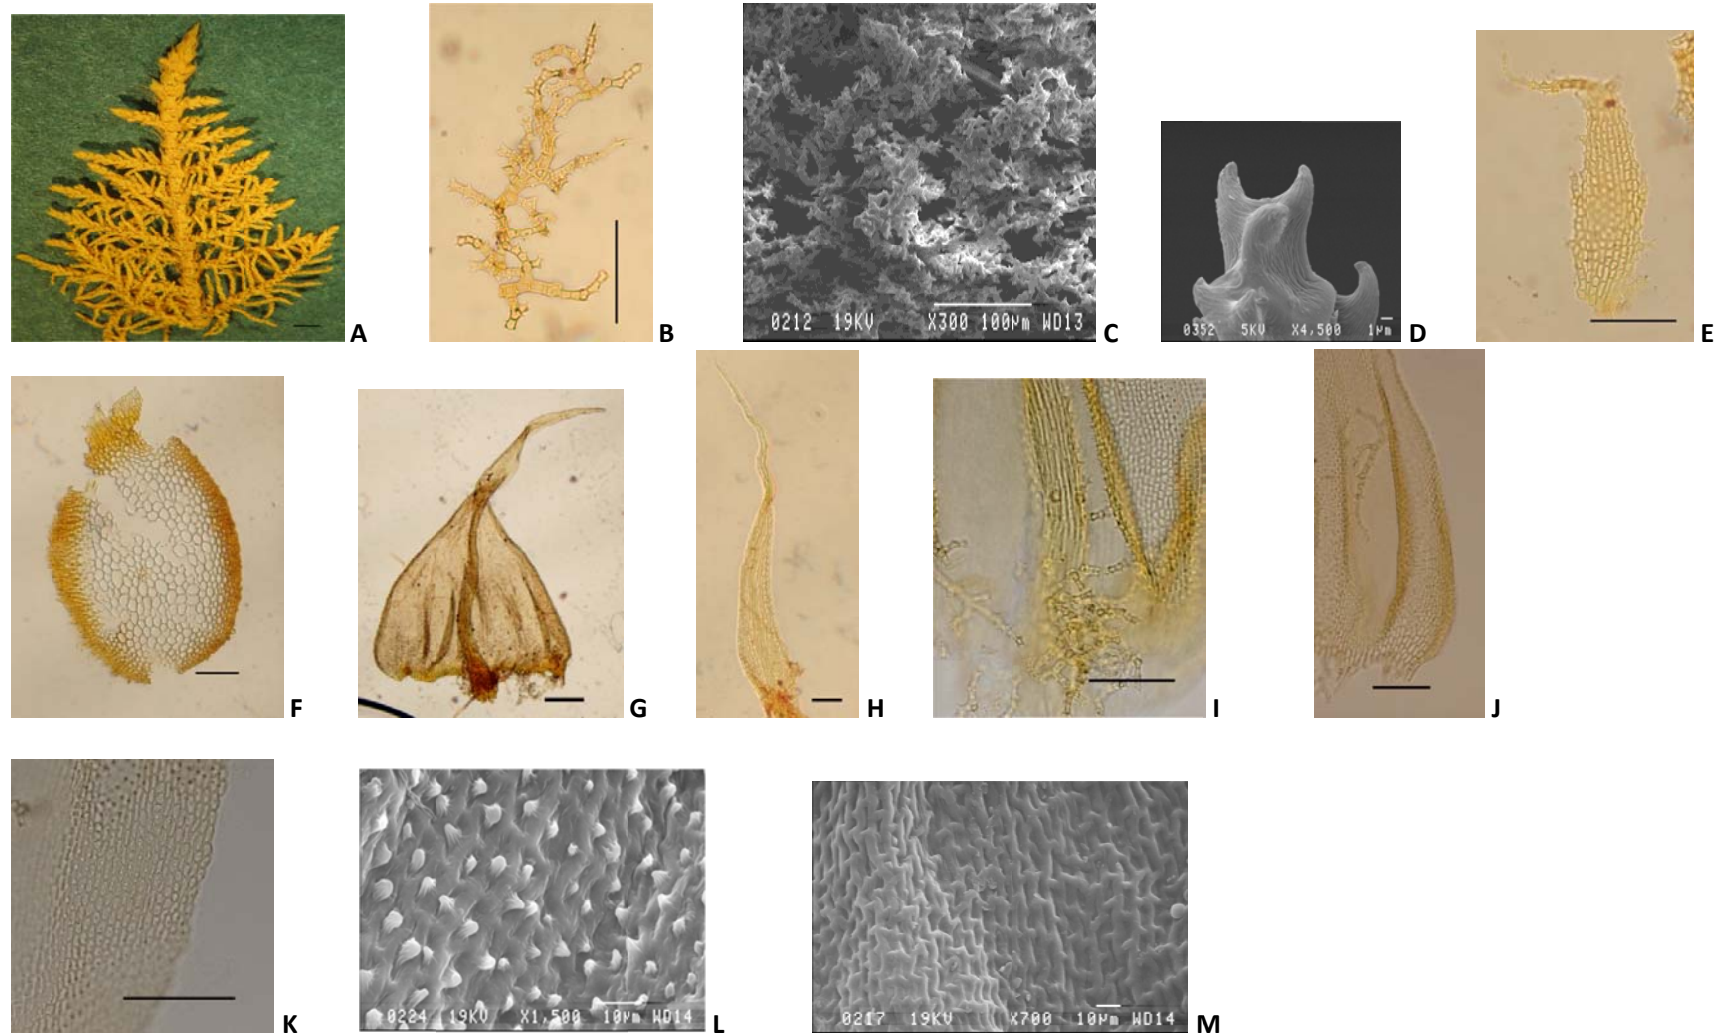 A
B
0212 19KV X300 100µm WD13
C
0352 5KV X4,500 1µm
D
E
F
G
H
I
J
K
0224 19KV X1,500 10µm WD14
L
0217 19KV X700 10µm WD14
M